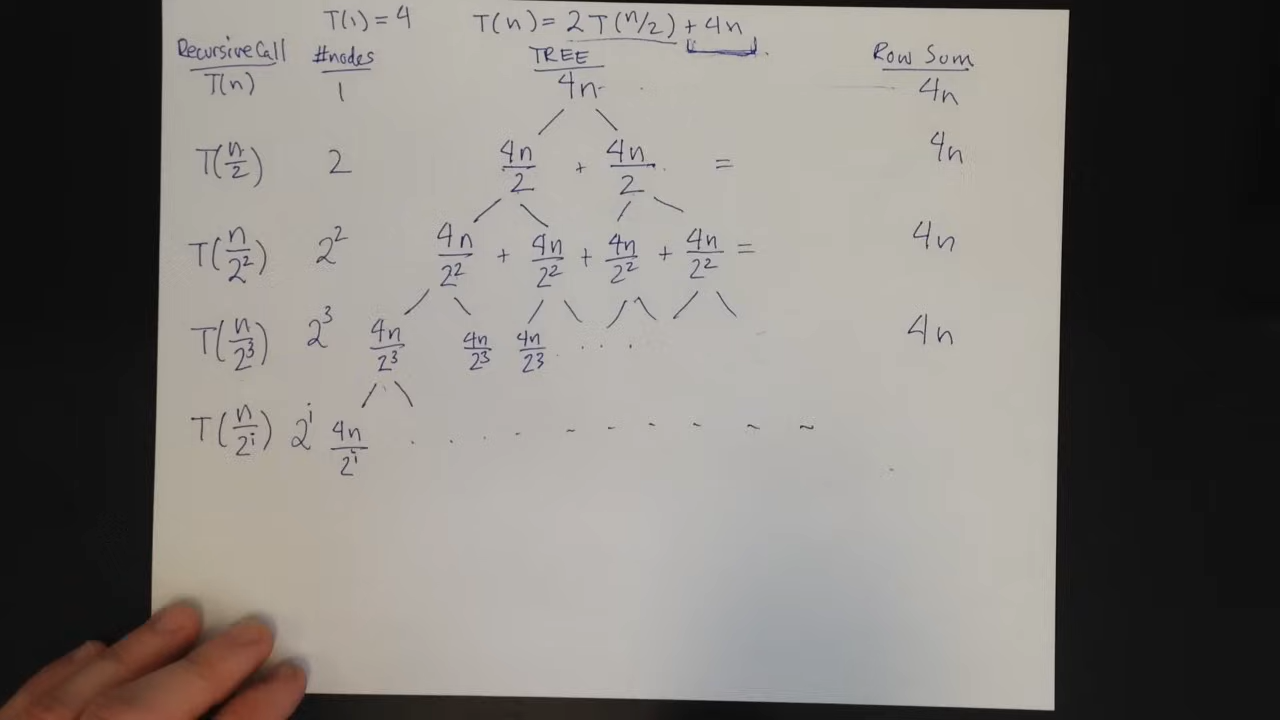 T(1) = 4 T(n) = 2T(n/2) + 4n
Recursive Call #nodes TREE Row Sum
T(n) 1 4n 4n
T(n/2) 2 4n/2 + 4n/2 = 4n
T(n/2²) 2² 4n/2² + 4n/2² + 4n/2² + 4n/2² = 4n
T(n/2³) 2³ 4n/2³ 4n/2³ 4n/2³ . . . 4n
T(n/2ⁱ) 2ⁱ 4n/2ⁱ . . . - - - - - - ~